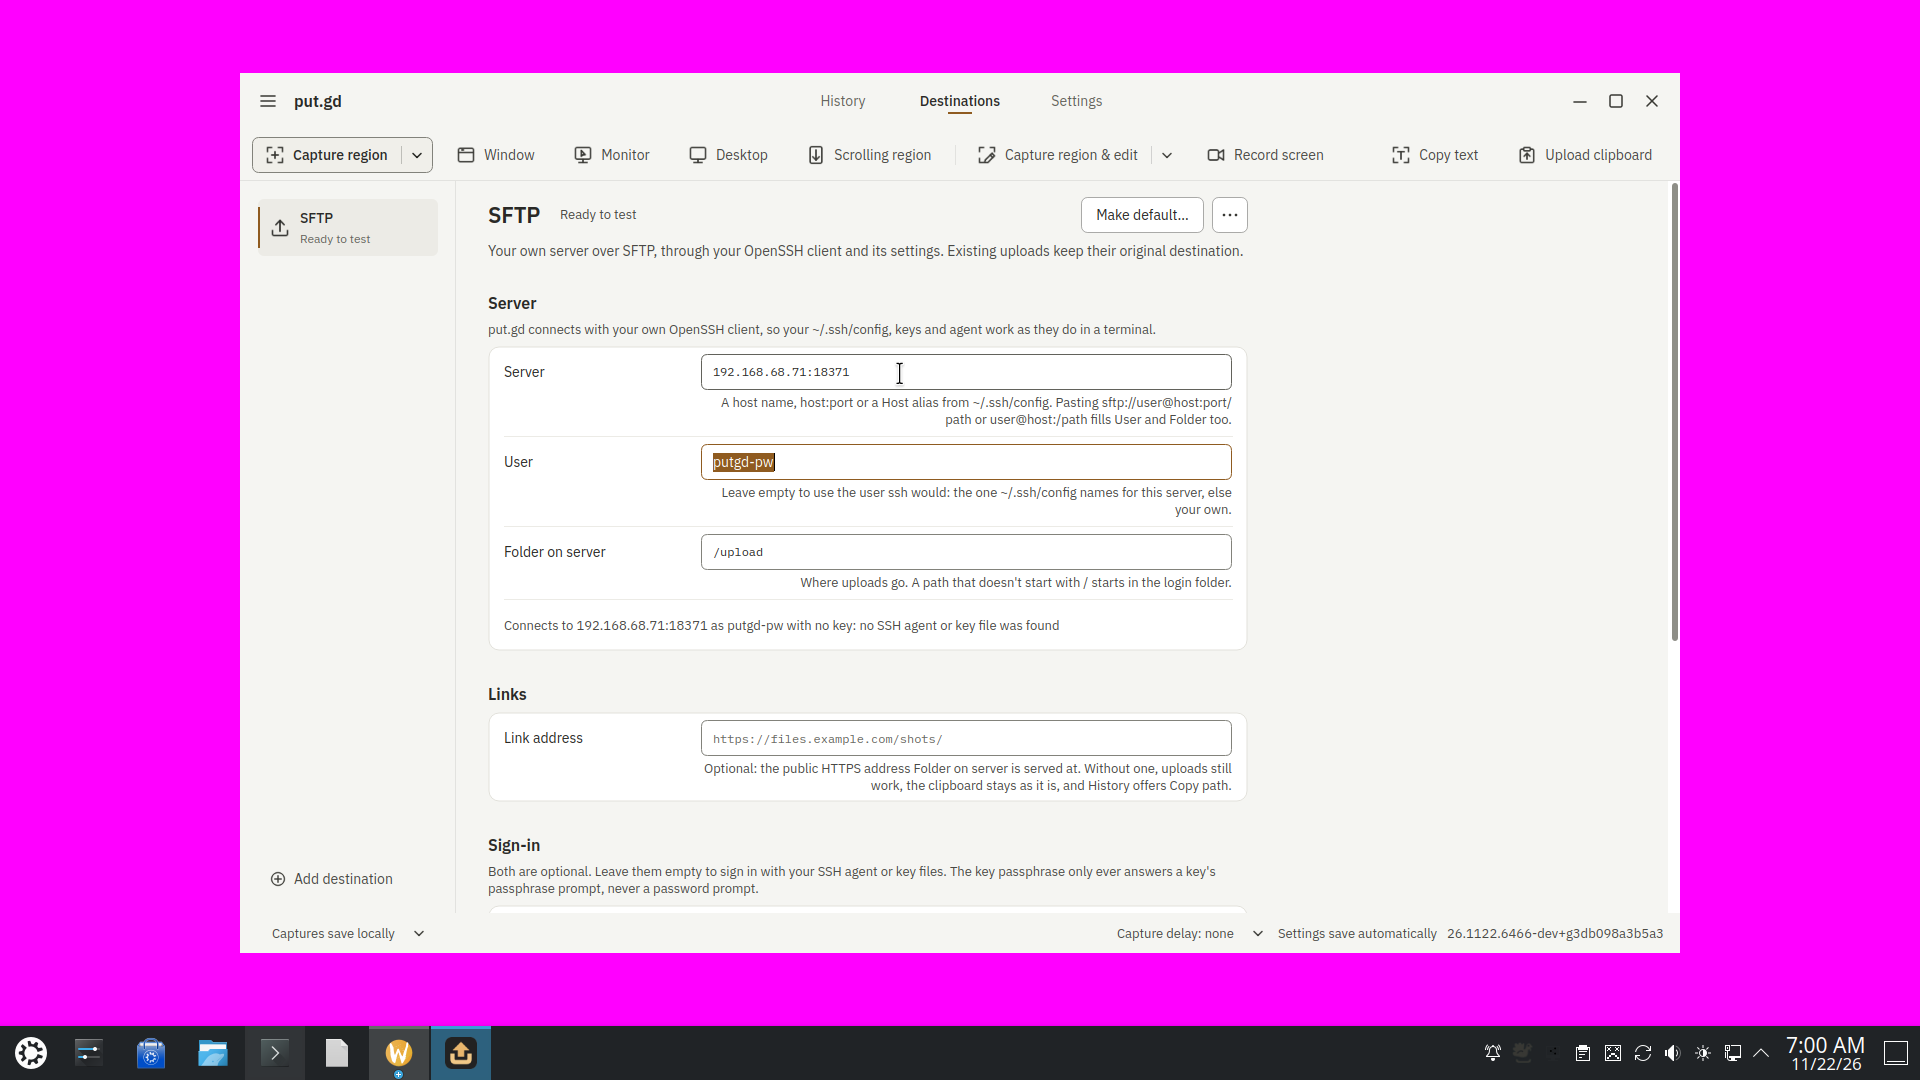 put.gd
History
Destinations
Settings
Capture region
Window
Monitor
Desktop
Scrolling region
Capture region & edit
Record screen
Copy text
Upload clipboard
SFTP
Ready to test
SFTP
Ready to test
Make default...
Your own server over SFTP, through your OpenSSH client and its settings. Existing uploads keep their original destination.
Server
put.gd connects with your own OpenSSH client, so your ~/.ssh/config, keys and agent work as they do in a terminal.
Server
192.168.68.71:18371
A host name, host:port or a Host alias from ~/.ssh/config. Pasting sftp://user@host:port/
path or user@host:/path fills User and Folder too.
User
putgd-pw
Leave empty to use the user ssh would: the one ~/.ssh/config names for this server, else
your own.
Folder on server
/upload
Where uploads go. A path that doesn't start with / starts in the login folder.
Connects to 192.168.68.71:18371 as putgd-pw with no key: no SSH agent or key file was found
Links
Link address
https://files.example.com/shots/
Optional: the public HTTPS address Folder on server is served at. Without one, uploads still
work, the clipboard stays as it is, and History offers Copy path.
Sign-in
Both are optional. Leave them empty to sign in with your SSH agent or key files. The key passphrase only ever answers a key's
passphrase prompt, never a password prompt.
Add destination
Captures save locally
Capture delay: none
Settings save automatically
26.1122.6466-dev+g3db098a3b5a3
W
7:00 AM
11/22/26